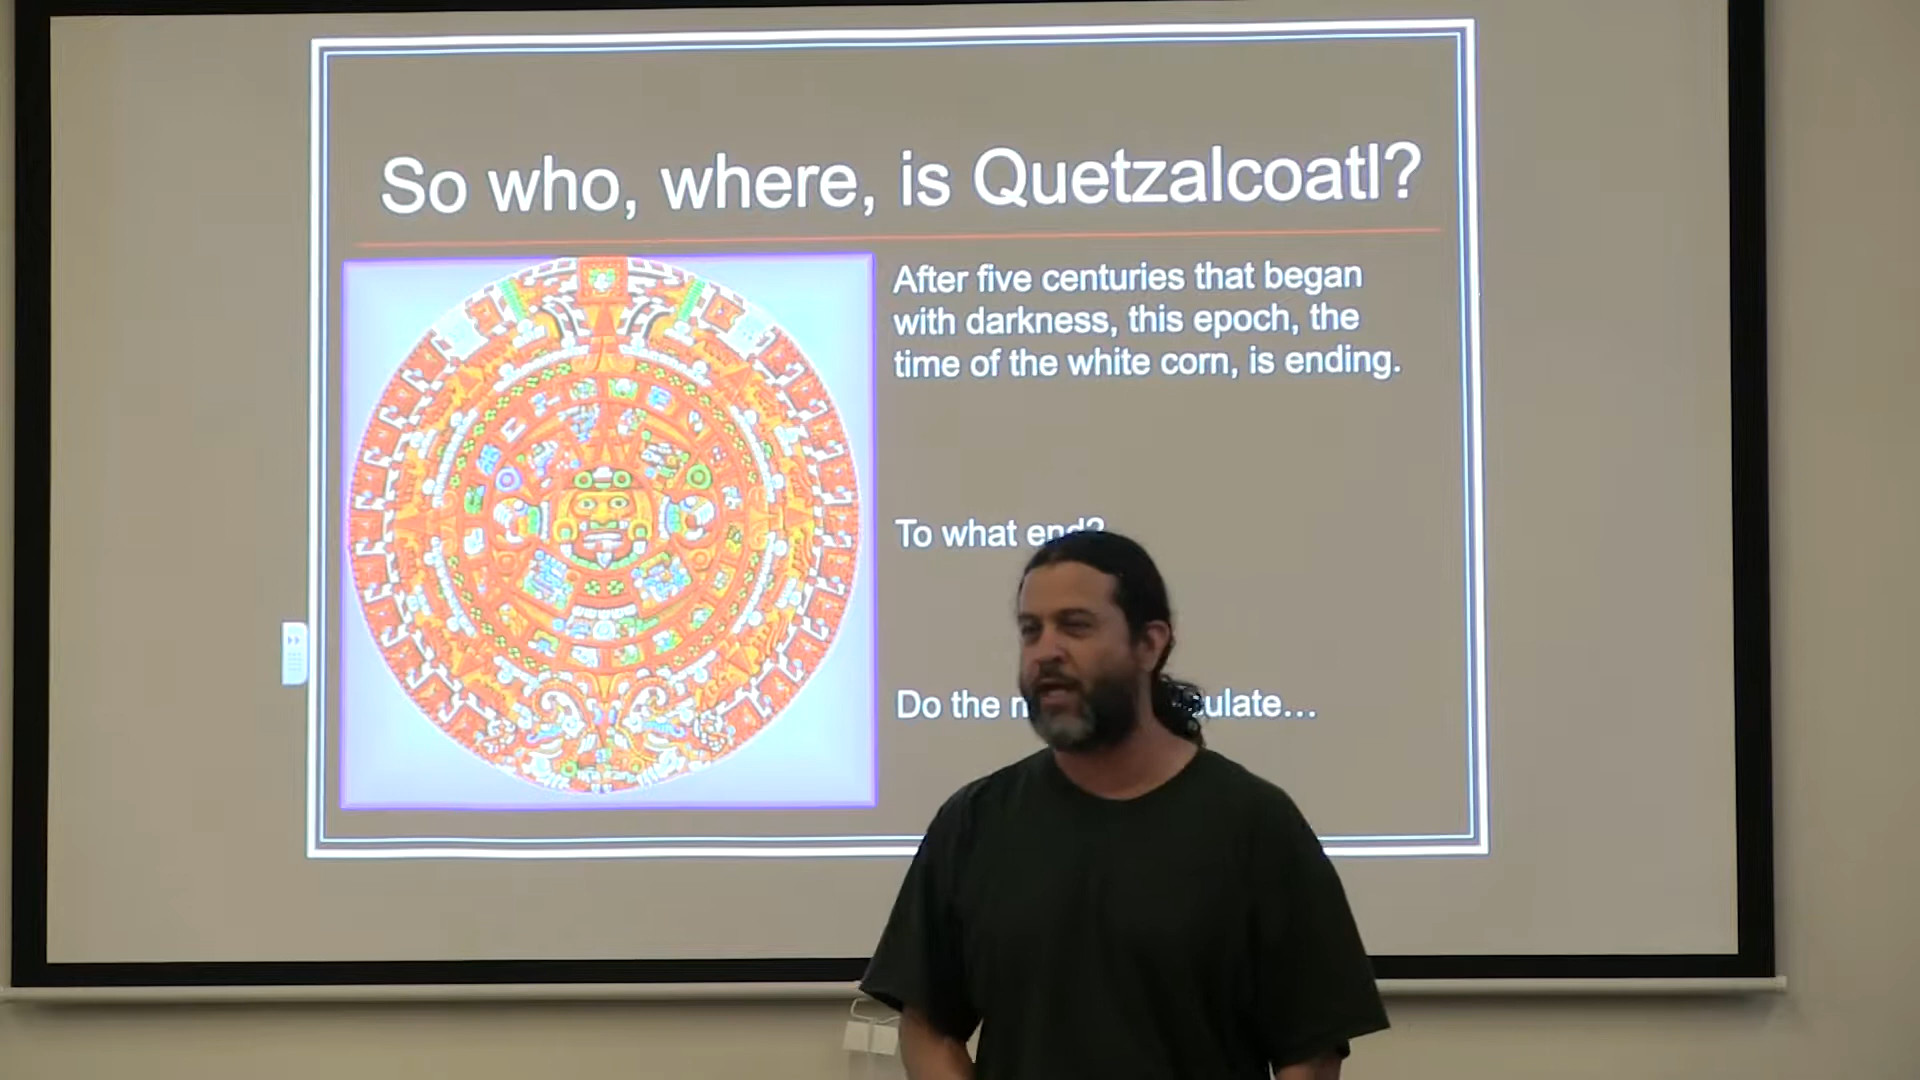 So who, where, is Quetzalcoatl?
After five centuries that began
with darkness, this epoch, the
time of the white corn, is ending.
To what end?
Do the